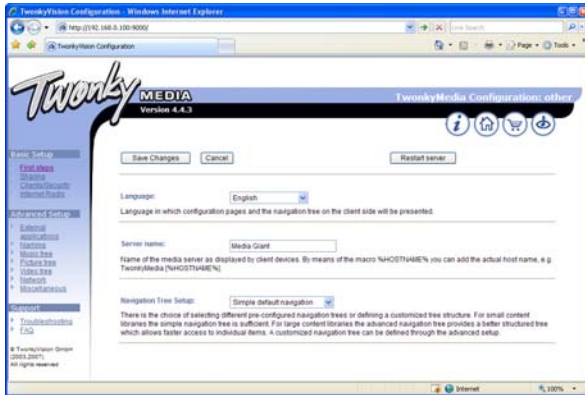 TwonkyVision Configuration - Windows Internet Explorer
http://192.168.0.100:9000/
Live Search
TwonkyVision Configuration
Page
Tools
Twonky
MEDIA
Version 4.4.3
TwonkyMedia Configuration: other
Basic Setup
First steps
Sharing
Clients/Security
Internet Radio
Advanced Setup
External
applications
Naming
Music tree
Picture tree
Video tree
Network
Miscellaneous
Support
Troubleshooting
FAQ
© TwonkyVision GmbH
(2003,2007)
All rights reserved
Save Changes
Cancel
Restart server
Language:
English
Language in which configuration pages and the navigation tree on the client side will be presented.
Server name:
Media Giant
Name of the media server as displayed by client devices. By means of the macro %HOSTNAME% you can add the actual host name, e.g.
TwonkyMedia [%HOSTNAME%]
Navigation Tree Setup:
Simple default navigation
There is the choice of selecting different pre-configured navigation trees or defining a customized tree structure. For small content
libraries the simple navigation tree is sufficient. For large content libraries the advanced navigation tree provides a better structured tree
which allows faster access to individual items. A customized navigation tree can be defined through the advanced setup.
Internet
100%